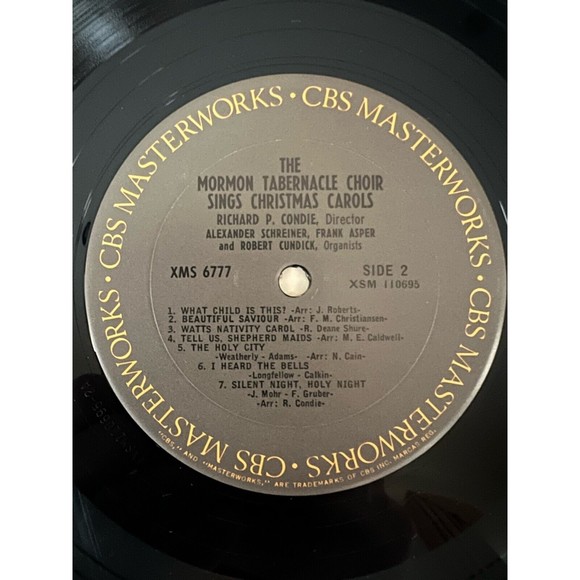 CBS MASTERWORKS · CBS MASTERWORKS · CBS MASTERWORKS · CBS MASTERWORKS · CBS MASTERWORKS ·
THE
MORMON TABERNACLE CHOIR
SINGS CHRISTMAS CAROLS
RICHARD P. CONDIE, Director
ALEXANDER SCHREINER, FRANK ASPER
and ROBERT CUNDICK, Organists
XMS 6777 SIDE 2
XSM 110695
1. WHAT CHILD IS THIS? -Arr: J. Roberts-
2. BEAUTIFUL SAVIOUR -Arr: F. M. Christiansen-
3. WATTS NATIVITY CAROL -R. Deane Shure-
4. TELL US, SHEPHERD MAIDS -Arr: M. E. Caldwell-
5. THE HOLY CITY
-Weatherly - Adams- -Arr: N. Cain-
6. I HEARD THE BELLS
-Longfellow - Calkin-
7. SILENT NIGHT, HOLY NIGHT
-J. Mohr - F. Gruber-
-Arr: R. Condie-
"CBS," AND "MASTERWORKS," ARE TRADEMARKS OF CBS INC. MARCAS REG.